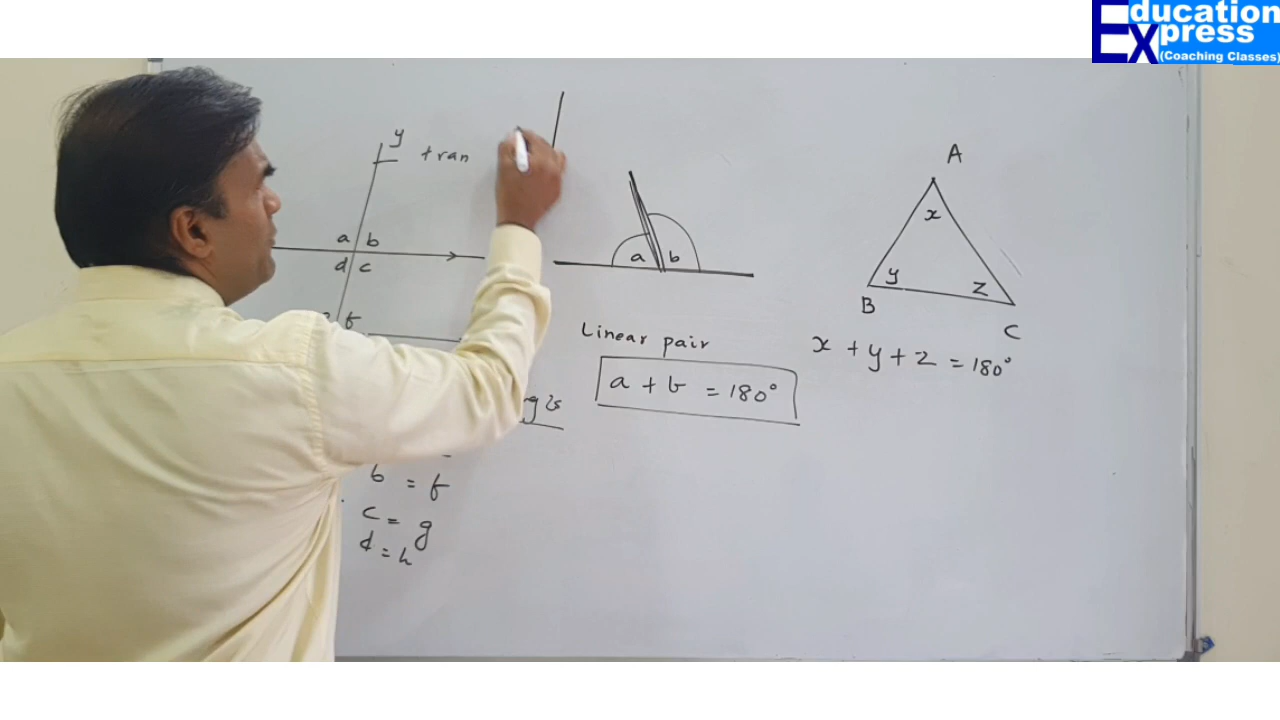 Education
Express
(Coaching Classes)
y
tran
a b
d c
f
a b
A
x
y
z
B
C
Linear pair
a + b = 180°
x + y + z = 180°
b = f
c = g
d = h